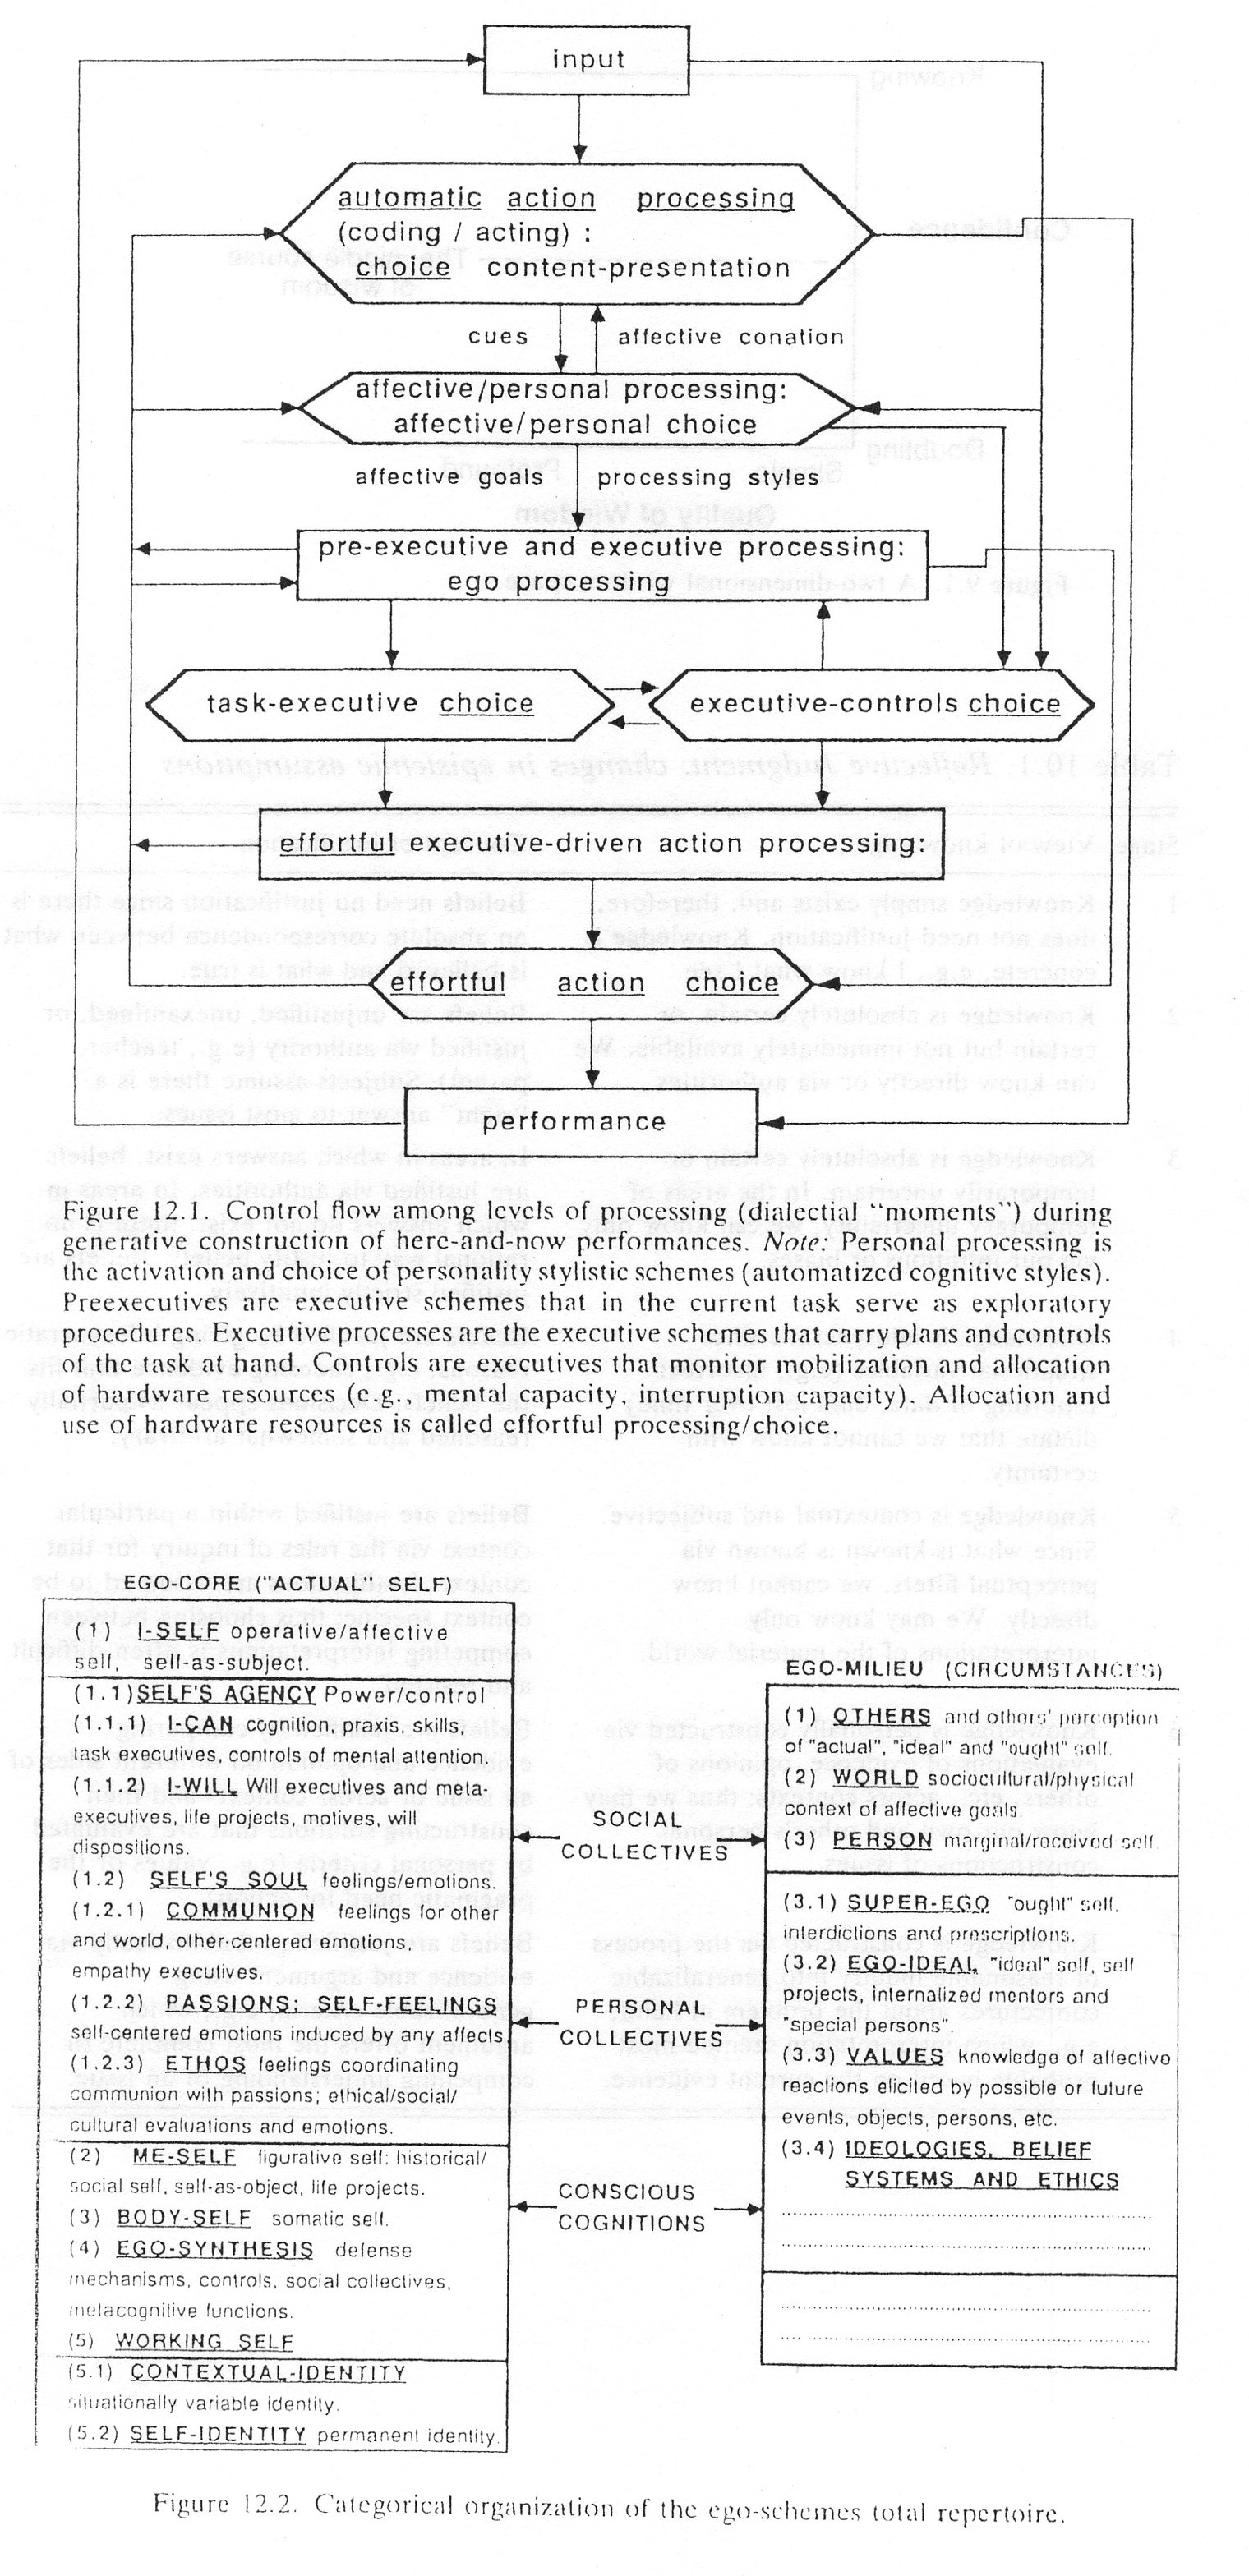 input
automatic action processing
(coding / acting) :
choice content-presentation
cues
affective conation
affective/personal processing:
affective/personal choice
affective goals
processing styles
pre-executive and executive processing:
ego processing
task-executive choice
executive-controls choice
effortful executive-driven action processing:
effortful action choice
performance
Figure 12.1. Control flow among levels of processing (dialectial “moments”) during
generative construction of here-and-now performances. Note: Personal processing is
the activation and choice of personality stylistic schemes (automatized cognitive styles).
Preexecutives are executive schemes that in the current task serve as exploratory
procedures. Executive processes are the executive schemes that carry plans and controls
of the task at hand. Controls are executives that monitor mobilization and allocation
of hardware resources (e.g., mental capacity, interruption capacity). Allocation and
use of hardware resources is called effortful processing/choice.
EGO-CORE ("ACTUAL" SELF)
(1) I-SELF operative/affective
self, self-as-subject.
(1.1) SELF'S AGENCY Power/control
(1.1.1) I-CAN cognition, praxis, skills,
task executives, controls of mental attention.
(1.1.2) I-WILL Will executives and meta-
executives, life projects, motives, will
dispositions.
(1.2) SELF'S SOUL feelings/emotions.
(1.2.1) COMMUNION feelings for other
and world, other-centered emotions,
empathy executives.
(1.2.2) PASSIONS: SELF-FEELINGS
self-centered emotions induced by any affects
(1.2.3) ETHOS feelings coordinating
communion with passions; ethical/social/
cultural evaluations and emotions.
(2) ME-SELF figurative self: historical/
social self, self-as-object, life projects.
(3) BODY-SELF somatic self.
(4) EGO-SYNTHESIS defense
mechanisms, controls, social collectives,
metacognitive functions.
(5) WORKING SELF
(5.1) CONTEXTUAL-IDENTITY
situationally variable identity.
(5.2) SELF-IDENTITY permanent identity.
SOCIAL
COLLECTIVES
PERSONAL
COLLECTIVES
CONSCIOUS
COGNITIONS
EGO-MILIEU (CIRCUMSTANCES)
(1) OTHERS and others' perception
of "actual", "ideal" and "ought" self.
(2) WORLD sociocultural/physical
context of affective goals.
(3) PERSON marginal/received self.
(3.1) SUPER-EGO "ought" self,
interdictions and prescriptions.
(3.2) EGO-IDEAL "ideal" self, self
projects, internalized mentors and
"special persons".
(3.3) VALUES knowledge of affective
reactions elicited by possible or future
events, objects, persons, etc.
(3.4) IDEOLOGIES, BELIEF
SYSTEMS AND ETHICS
Figure 12.2. Categorical organization of the ego-schemes total repertoire.